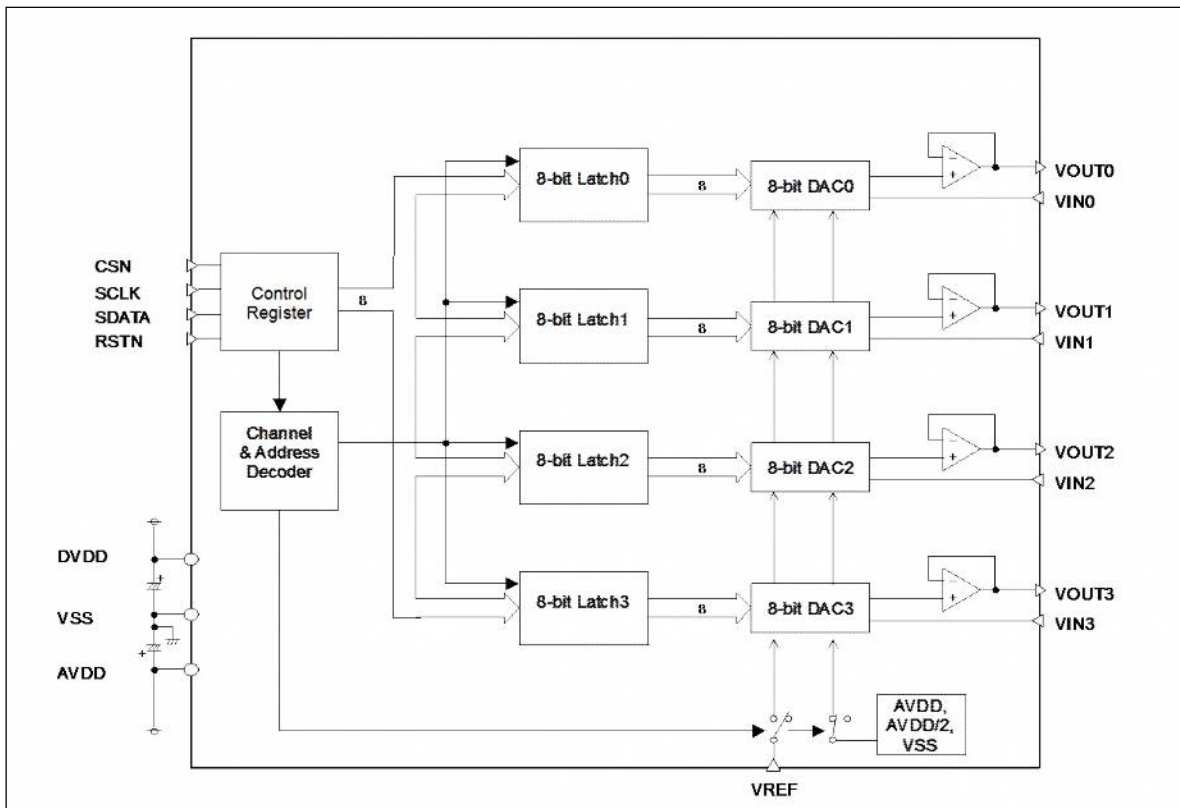 CSN
SCLK
SDATA
RSTN
Control
Register
8
Channel
& Address
Decoder
DVDD
+
VSS
+
AVDD
8-bit Latch0
8
8-bit DAC0
−
+
VOUT0
VIN0
8-bit Latch1
8
8-bit DAC1
−
+
VOUT1
VIN1
8-bit Latch2
8
8-bit DAC2
−
+
VOUT2
VIN2
8-bit Latch3
8
8-bit DAC3
−
+
VOUT3
VIN3
AVDD,
AVDD/2,
VSS
VREF